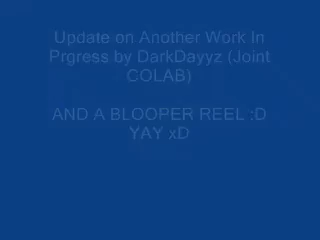 Update on Another Work In
Prgress by DarkDayyz (Joint
COLAB)
AND A BLOOPER REEL :D
YAY xD